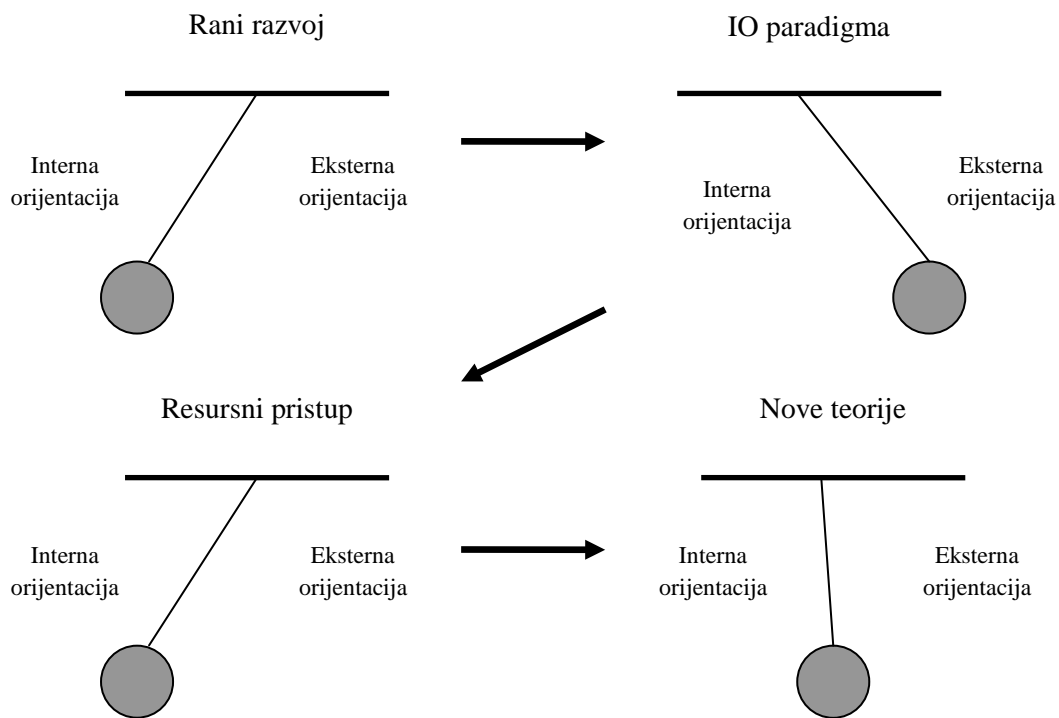 Rani razvoj
IO paradigma
Interna
orijentacija
Eksterna
orijentacija
Interna
orijentacija
Eksterna
orijentacija
Resursni pristup
Nove teorije
Interna
orijentacija
Eksterna
orijentacija
Interna
orijentacija
Eksterna
orijentacija